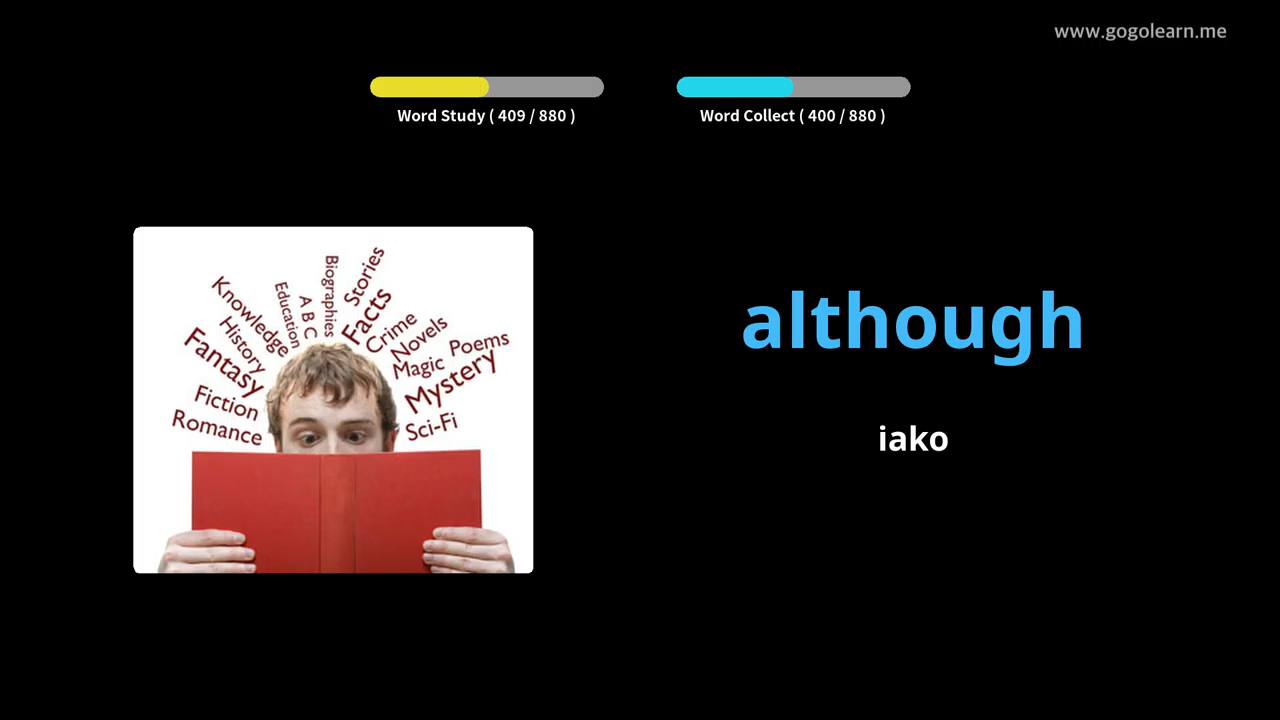 www.gogolearn.me
Word Study ( 409 / 880 )
Word Collect ( 400 / 880 )
Stories
Biographies
Facts
A B C
Education
Knowledge
Crime
Novels
History
Poems
Magic
Fantasy
Mystery
Fiction
Sci-Fi
Romance
although
iako